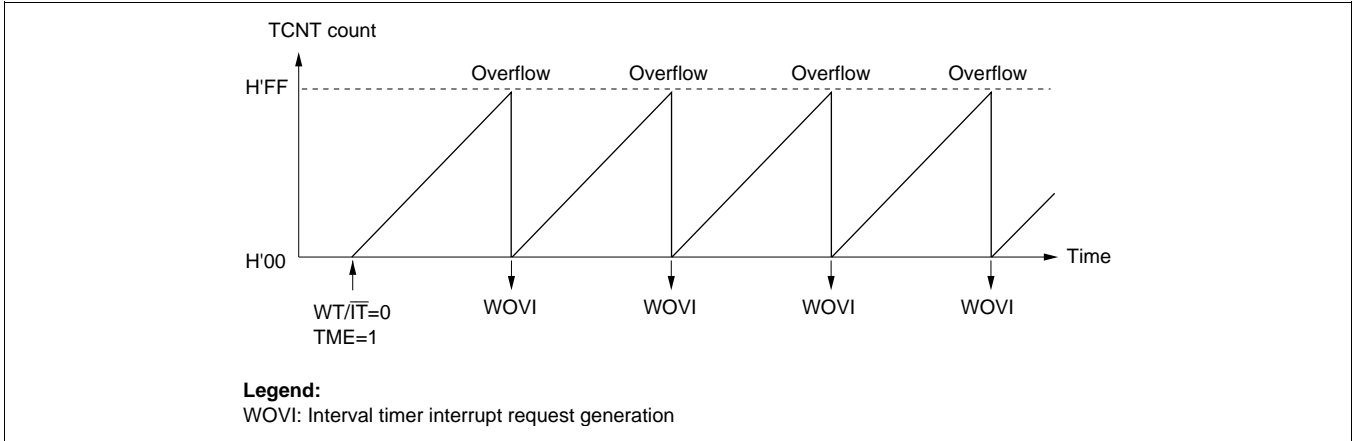 TCNT count
Overflow Overflow Overflow Overflow
H'FF
H'00
Time
WT/I̅T̅=0
TME=1
WOVI WOVI WOVI WOVI
Legend:
WOVI: Interval timer interrupt request generation